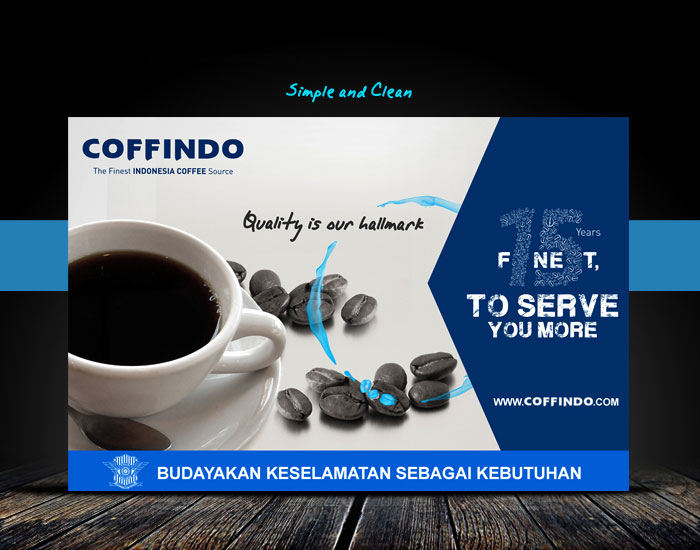 Simple and Clean
COFFINDO
The Finest INDONESIA COFFEE Source
Quality is our hallmark
15 Years
F NE T,
TO SERVE
YOU MORE
WWW.COFFINDO.COM
BUDAYAKAN KESELAMATAN SEBAGAI KEBUTUHAN